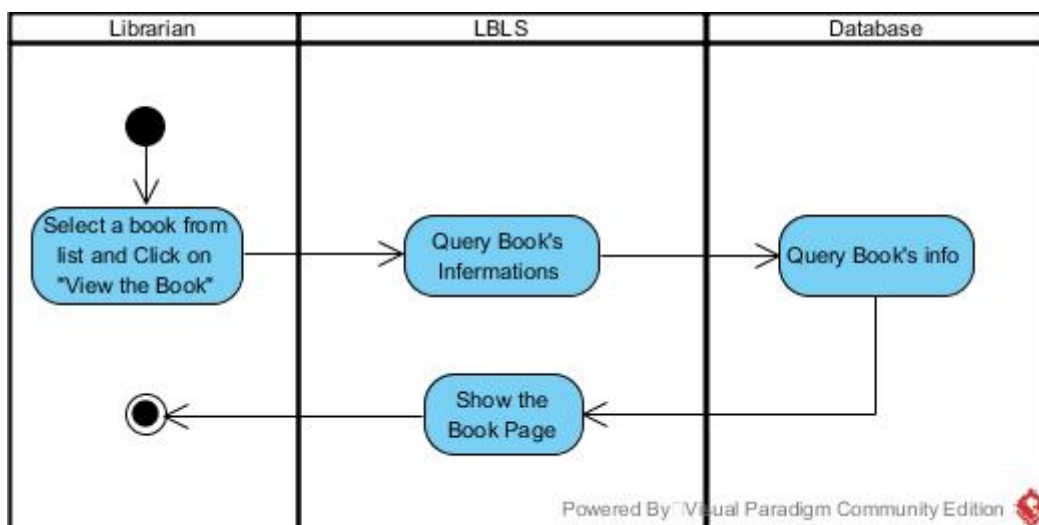 Librarian
LBLS
Database
Select a book from
list and Click on
"View the Book"
Query Book's
Infermations
Query Book's info
Show the
Book Page
Powered By Visual Paradigm Community Edition